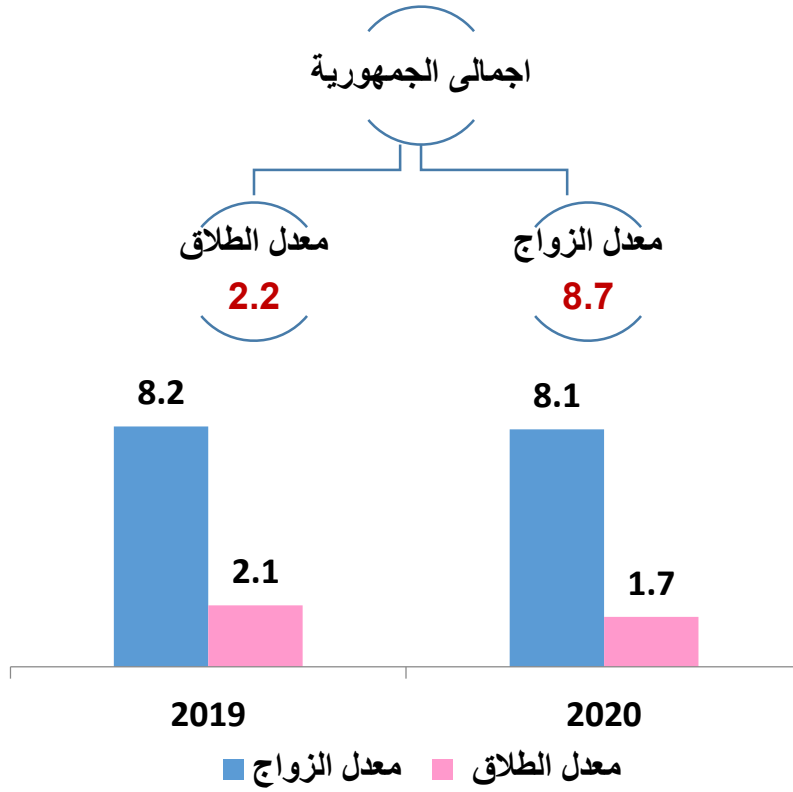 اجمالى الجمهورية
معدل الزواج
8.7
معدل الطلاق
2.2
8.2
8.1
2.1
1.7
2019
2020
معدل الزواج
معدل الطلاق